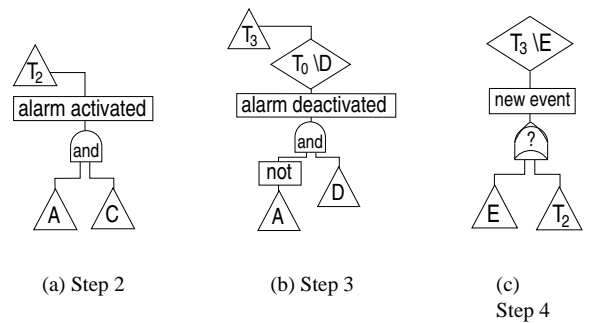 T2
alarm activated
and
A
C
(a) Step 2
T3
T0 \D
alarm deactivated
and
not
A
D
(b) Step 3
T3 \E
new event
?
E
T2
(c)
Step 4